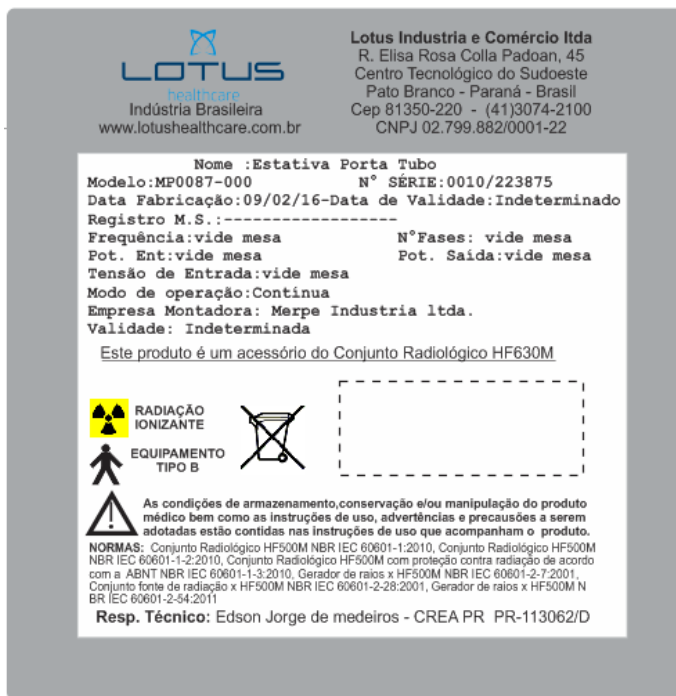 LOTUS
healthcare
Indústria Brasileira
www.lotushealthcare.com.br
Lotus Industria e Comércio ltda
R. Elisa Rosa Colla Padoan, 45
Centro Tecnológico do Sudoeste
Pato Branco - Paraná - Brasil
Cep 81350-220 - (41)3074-2100
CNPJ 02.799.882/0001-22
Nome :Estativa Porta Tubo
Modelo:MP0087-000 N° SÉRIE:0010/223875
Data Fabricação:09/02/16-Data de Validade:Indeterminado
Registro M.S.:------------------
Frequência:vide mesa N°Fases: vide mesa
Pot. Ent:vide mesa Pot. Saída:vide mesa
Tensão de Entrada:vide mesa
Modo de operação:Contínua
Empresa Montadora: Merpe Industria ltda.
Validade: Indeterminada
Este produto é um acessório do Conjunto Radiológico HF630M
RADIAÇÃO
IONIZANTE
EQUIPAMENTO
TIPO B
As condições de armazenamento,conservação e/ou manipulação do produto
médico bem como as instruções de uso, advertências e precausões a serem
adotadas estão contidas nas instruções de uso que acompanham o produto.
NORMAS: Conjunto Radiológico HF500M NBR IEC 60601-1:2010, Conjunto Radiológico HF500M
NBR IEC 60601-1-2:2010, Conjunto Radiológico HF500M com proteção contra radiação de acordo
com a ABNT NBR IEC 60601-1-3:2010, Gerador de raios x HF500M NBR IEC 60601-2-7:2001,
Conjunto fonte de radiação x HF500M NBR IEC 60601-2-28:2001, Gerador de raios x HF500M N
BR IEC 60601-2-54:2011
Resp. Técnico: Edson Jorge de medeiros - CREA PR PR-113062/D